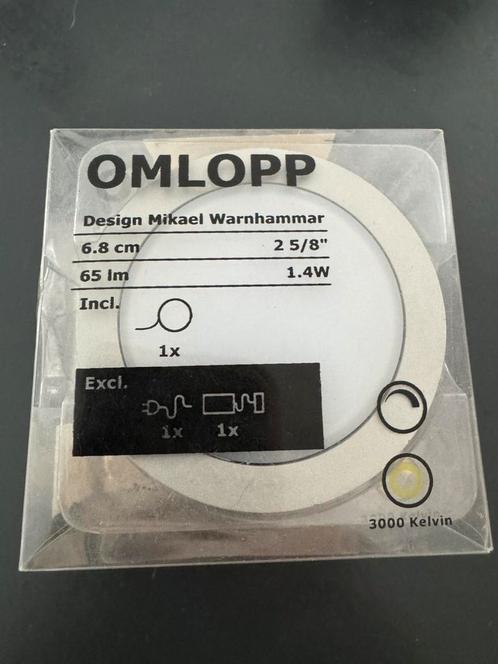 OMLOPP
Design Mikael Warnhammar
6.8 cm 2 5/8"
65 lm 1.4W
Incl.
1x
Excl.
1x 1x
3000 Kelvin